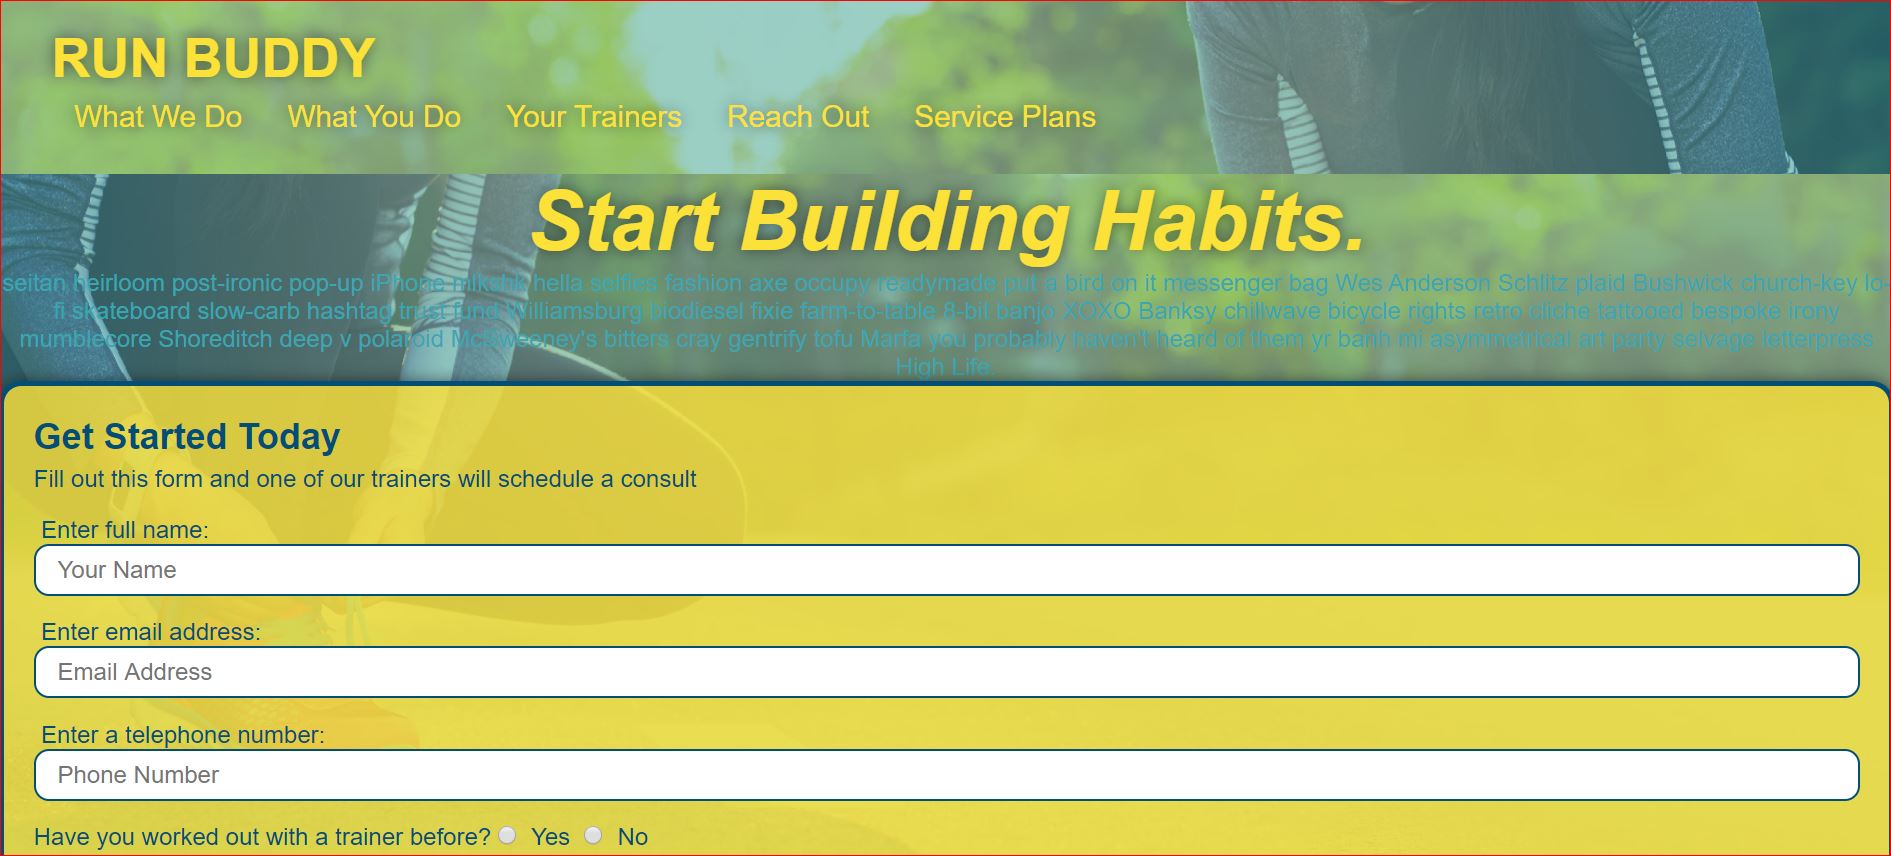 RUN BUDDY
What We Do What You Do Your Trainers Reach Out Service Plans
Start Building Habits.
seitan heirloom post-ironic pop-up iPhone mlkshk hella selfies fashion axe occupy readymade put a bird on it messenger bag Wes Anderson Schlitz plaid Bushwick church-key lo-
fi skateboard slow-carb hashtag trust fund Williamsburg biodiesel fixie farm-to-table 8-bit banjo XOXO Banksy chillwave bicycle rights retro cliche tattooed bespoke irony
mumblecore Shoreditch deep v polaroid McSweeney's bitters cray gentrify tofu Marfa you probably haven't heard of them yr banh mi asymmetrical art party selvage letterpress
High Life.
Get Started Today
Fill out this form and one of our trainers will schedule a consult
Enter full name:
Your Name
Enter email address:
Email Address
Enter a telephone number:
Phone Number
Have you worked out with a trainer before? Yes No